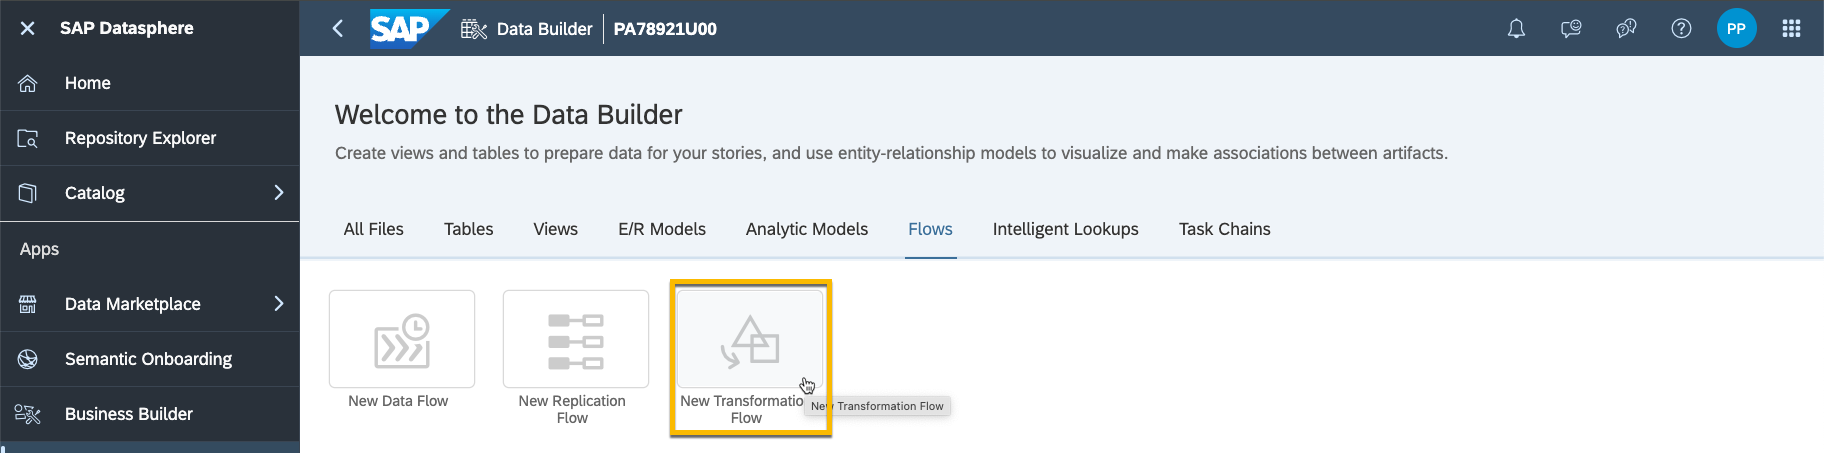 SAP Datasphere
Home
Repository Explorer
Catalog
Apps
Data Marketplace
Semantic Onboarding
Business Builder
SAP Data Builder PA78921U00 PP
Welcome to the Data Builder
Create views and tables to prepare data for your stories, and use entity-relationship models to visualize and make associations between artifacts.
All Files Tables Views E/R Models Analytic Models Flows Intelligent Lookups Task Chains
New Data Flow
New Replication
Flow
New Transformatio
Flow
New Transformation Flow